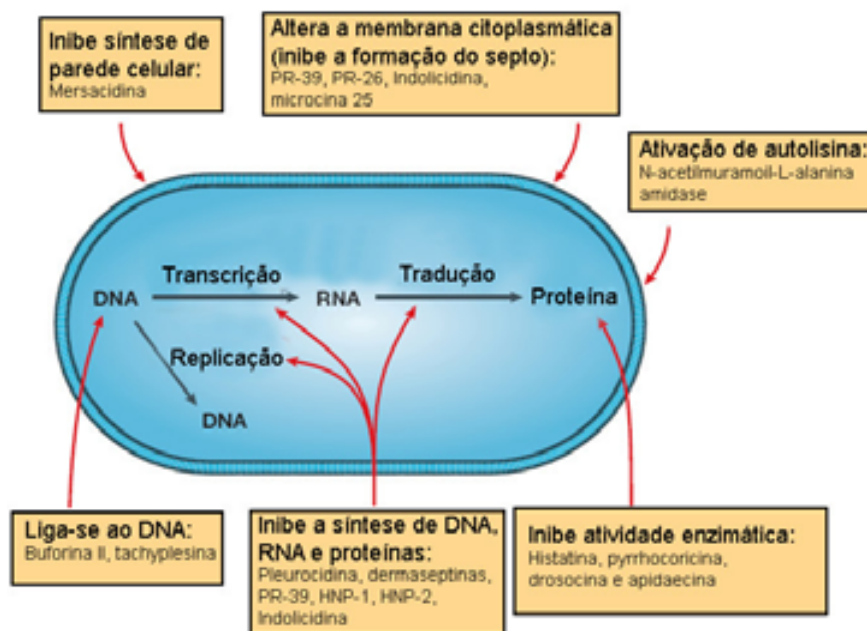 Inibe síntese de
parede celular:
Mersacidina
Altera a membrana citoplasmática
(inibe a formação do septo):
PR-39, PR-26, Indolicidina,
microcina 25
Ativação de autolisina:
N-acetilmuramoil-L-alanina
amidase
DNA
Transcrição
RNA
Tradução
Proteína
Replicação
DNA
Liga-se ao DNA:
Buforina II, tachyplesina
Inibe a síntese de DNA,
RNA e proteínas:
Pleurocidina, dermaseptinas,
PR-39, HNP-1, HNP-2,
Indolicidina
Inibe atividade enzimática:
Histatina, pyrrhocoricina,
drosocina e apidaecina